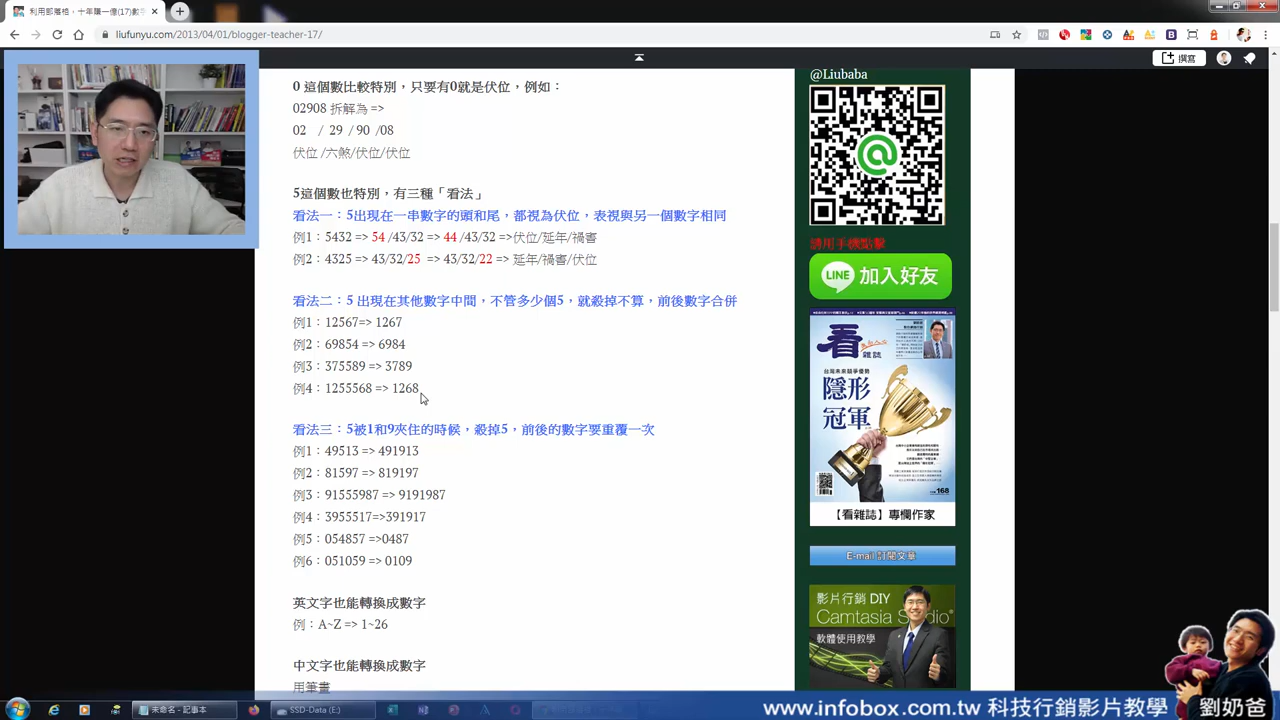 利用部落格，十年賺一億(17)數字
liufunyu.com/2013/04/01/blogger-teacher-17/
撰寫
0 這個數比較特別，只要有0就是伏位，例如：
02908 拆解為 =>
02 / 29 / 90 /08
伏位 /六煞/伏位/伏位
5這個數也特別，有三種「看法」
看法一：5出現在一串數字的頭和尾，都視為伏位，表視與另一個數字相同
例1：5432 => 54 /43/32 => 44 /43/32 =>伏位/延年/禍害
例2：4325 => 43/32/25 => 43/32/22 => 延年/禍害/伏位
看法二：5 出現在其他數字中間，不管多少個5，就殺掉不算，前後數字合併
例1：12567=> 1267
例2：69854 => 6984
例3：375589 => 3789
例4：1255568 => 1268
看法三：5被1和9夾住的時候，殺掉5，前後的數字要重覆一次
例1：49513 => 491913
例2：81597 => 819197
例3：91555987 => 9191987
例4：3955517=>391917
例5：054857 =>0487
例6：051059 => 0109
英文字也能轉換成數字
例：A~Z => 1~26
中文字也能轉換成數字
用筆畫
@Liubaba
請用手機點擊
LINE 加入好友
看雜誌
台灣未來競爭優勢
隱形
冠軍
168
【看雜誌】專欄作家
E-mail 訂閱文章
影片行銷 DIY
Camtasia Studio®
軟體使用教學
未命名 - 記事本
SSD-Data (E:)
www.infobox.com.tw 科技行銷影片教學
劉奶爸